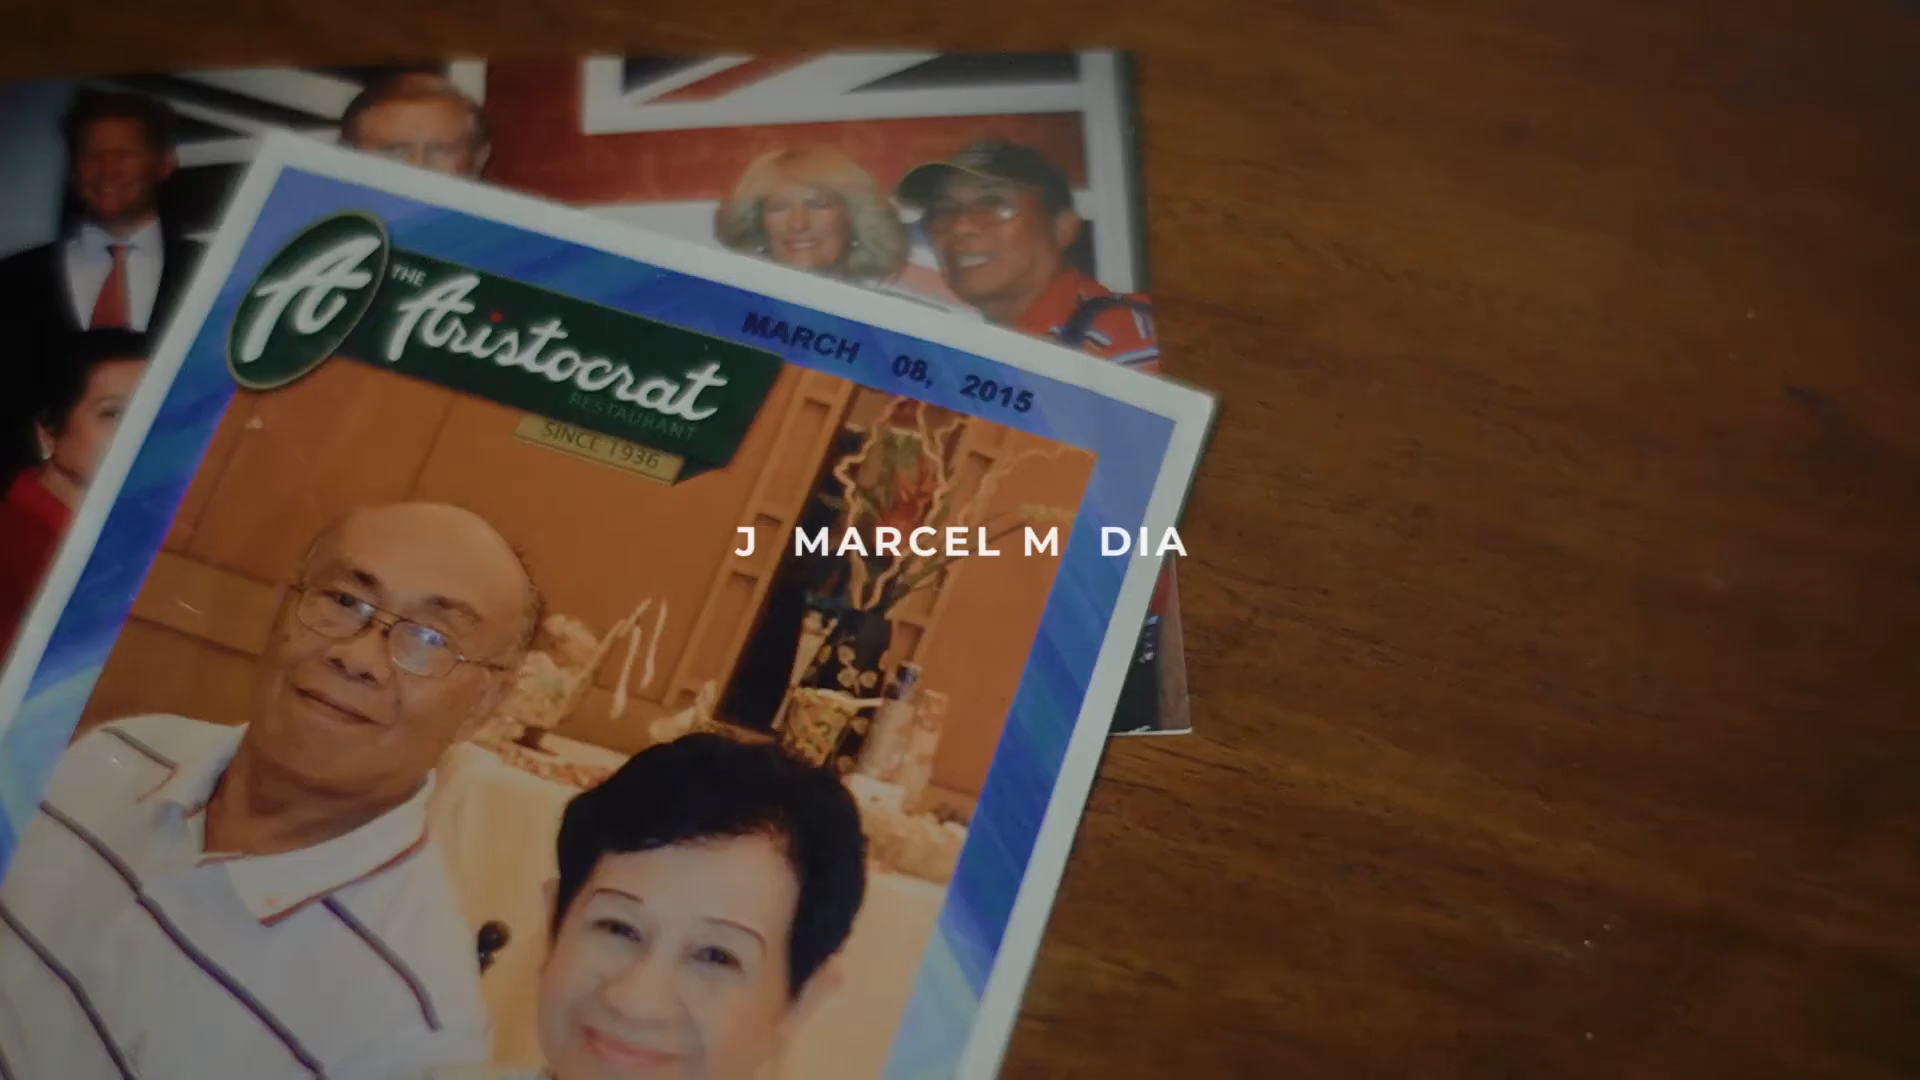 A
THE Aristocrat
RESTAURANT
SINCE 1936
MARCH 08, 2015
J MARCEL M DIA